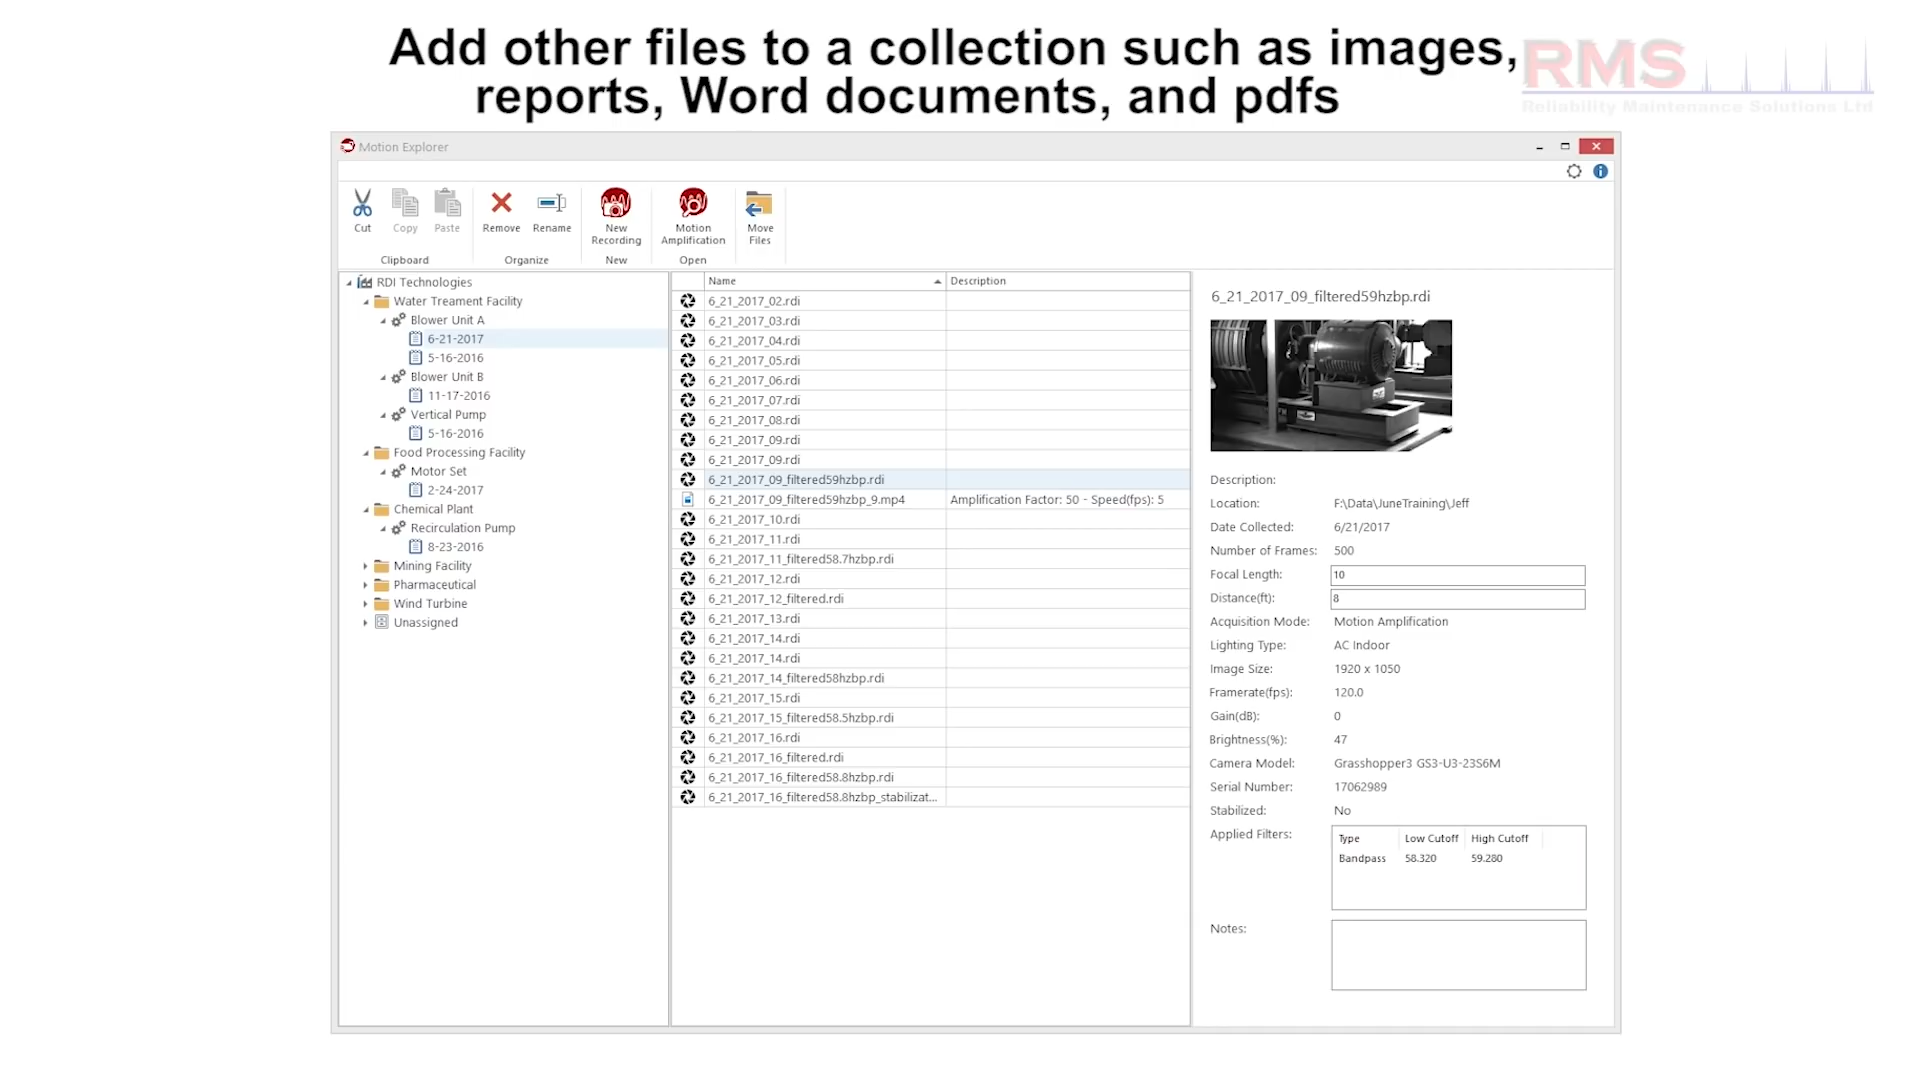 Add other files to a collection such as images,
reports, Word documents, and pdfs
RMS
Reliability Maintenance Solutions Ltd
Motion Explorer
Cut
Copy
Paste
Remove
Rename
New
Recording
Motion
Amplification
Move
Files
Clipboard
Organize
New
Open
RDI Technologies
Water Treament Facility
Blower Unit A
6-21-2017
5-16-2016
Blower Unit B
11-17-2016
Vertical Pump
5-16-2016
Food Processing Facility
Motor Set
2-24-2017
Chemical Plant
Recirculation Pump
8-23-2016
Mining Facility
Pharmaceutical
Wind Turbine
Unassigned
Name Description
6_21_2017_02.rdi
6_21_2017_03.rdi
6_21_2017_04.rdi
6_21_2017_05.rdi
6_21_2017_06.rdi
6_21_2017_07.rdi
6_21_2017_08.rdi
6_21_2017_09.rdi
6_21_2017_09.rdi
6_21_2017_09_filtered59hzbp.rdi
6_21_2017_09_filtered59hzbp_9.mp4 Amplification Factor: 50 - Speed(fps): 5
6_21_2017_10.rdi
6_21_2017_11.rdi
6_21_2017_11_filtered58.7hzbp.rdi
6_21_2017_12.rdi
6_21_2017_12_filtered.rdi
6_21_2017_13.rdi
6_21_2017_14.rdi
6_21_2017_14.rdi
6_21_2017_14_filtered58hzbp.rdi
6_21_2017_15.rdi
6_21_2017_15_filtered58.5hzbp.rdi
6_21_2017_16.rdi
6_21_2017_16_filtered.rdi
6_21_2017_16_filtered58.8hzbp.rdi
6_21_2017_16_filtered58.8hzbp_stabilizat...
6_21_2017_09_filtered59hzbp.rdi
Description:
Location: F:\Data\JuneTraining\Jeff
Date Collected: 6/21/2017
Number of Frames: 500
Focal Length: 10
Distance(ft): 8
Acquisition Mode: Motion Amplification
Lighting Type: AC Indoor
Image Size: 1920 x 1050
Framerate(fps): 120.0
Gain(dB): 0
Brightness(%): 47
Camera Model: Grasshopper3 GS3-U3-23S6M
Serial Number: 17062989
Stabilized: No
Applied Filters:
Type Low Cutoff High Cutoff
Bandpass 58.320 59.280
Notes: